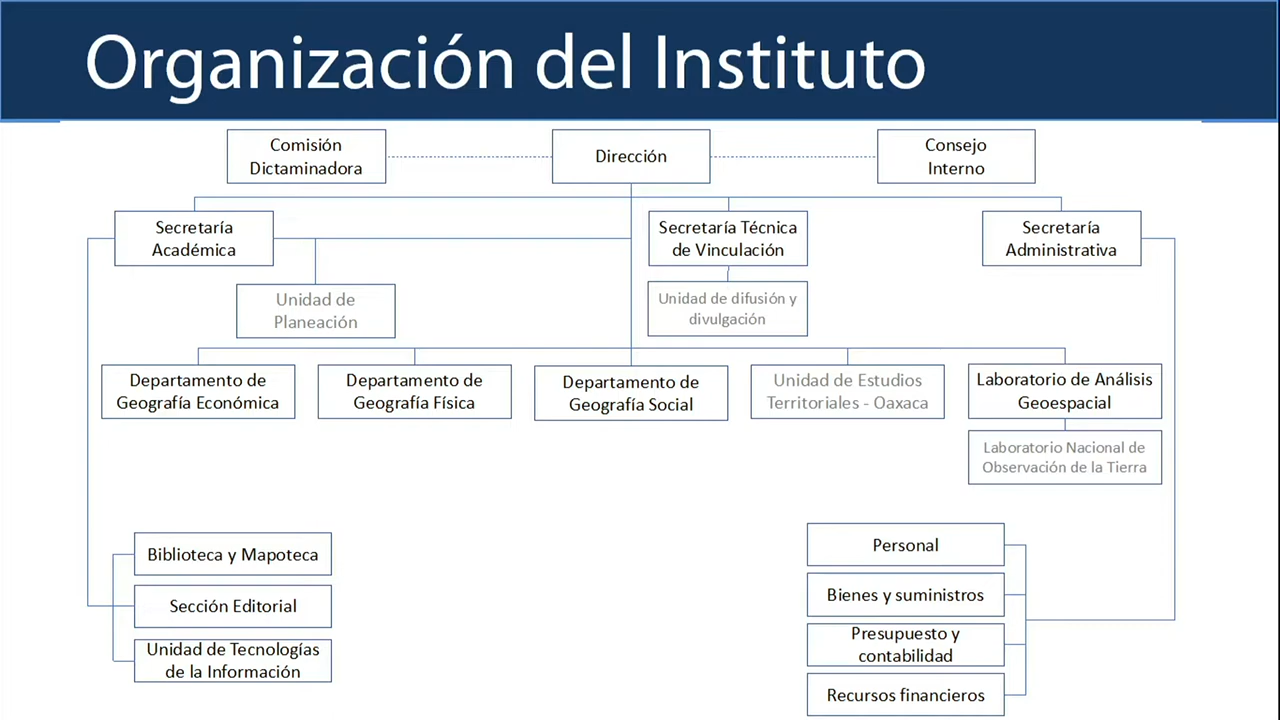 Organización del Instituto
Comisión
Dictaminadora
Dirección
Consejo
Interno
Secretaría
Académica
Secretaría Técnica
de Vinculación
Secretaría
Administrativa
Unidad de
Planeación
Unidad de difusión y
divulgación
Departamento de
Geografía Económica
Departamento de
Geografía Física
Departamento de
Geografía Social
Unidad de Estudios
Territoriales - Oaxaca
Laboratorio de Análisis
Geoespacial
Laboratorio Nacional de
Observación de la Tierra
Biblioteca y Mapoteca
Sección Editorial
Unidad de Tecnologías
de la Información
Personal
Bienes y suministros
Presupuesto y
contabilidad
Recursos financieros